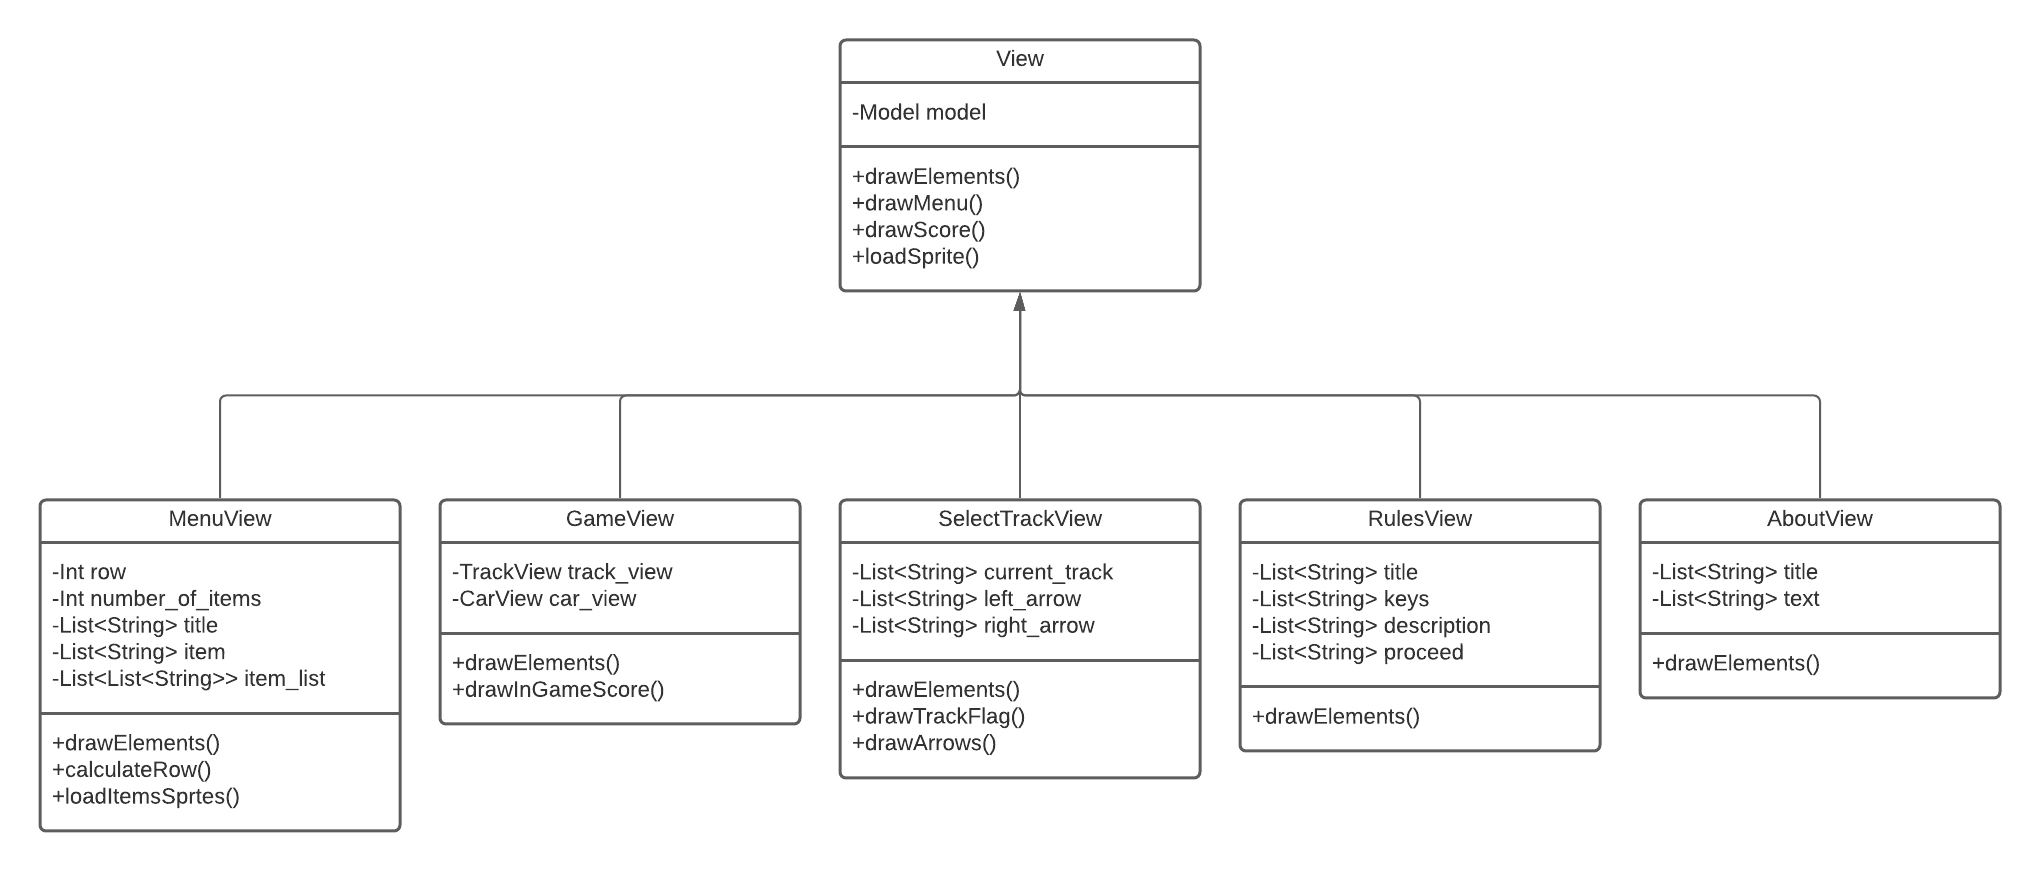 View
-Model model
+drawElements()
+drawMenu()
+drawScore()
+loadSprite()
MenuView
-Int row
-Int number_of_items
-List<String> title
-List<String> item
-List<List<String>> item_list
+drawElements()
+calculateRow()
+loadItemsSprtes()
GameView
-TrackView track_view
-CarView car_view
+drawElements()
+drawInGameScore()
SelectTrackView
-List<String> current_track
-List<String> left_arrow
-List<String> right_arrow
+drawElements()
+drawTrackFlag()
+drawArrows()
RulesView
-List<String> title
-List<String> keys
-List<String> description
-List<String> proceed
+drawElements()
AboutView
-List<String> title
-List<String> text
+drawElements()